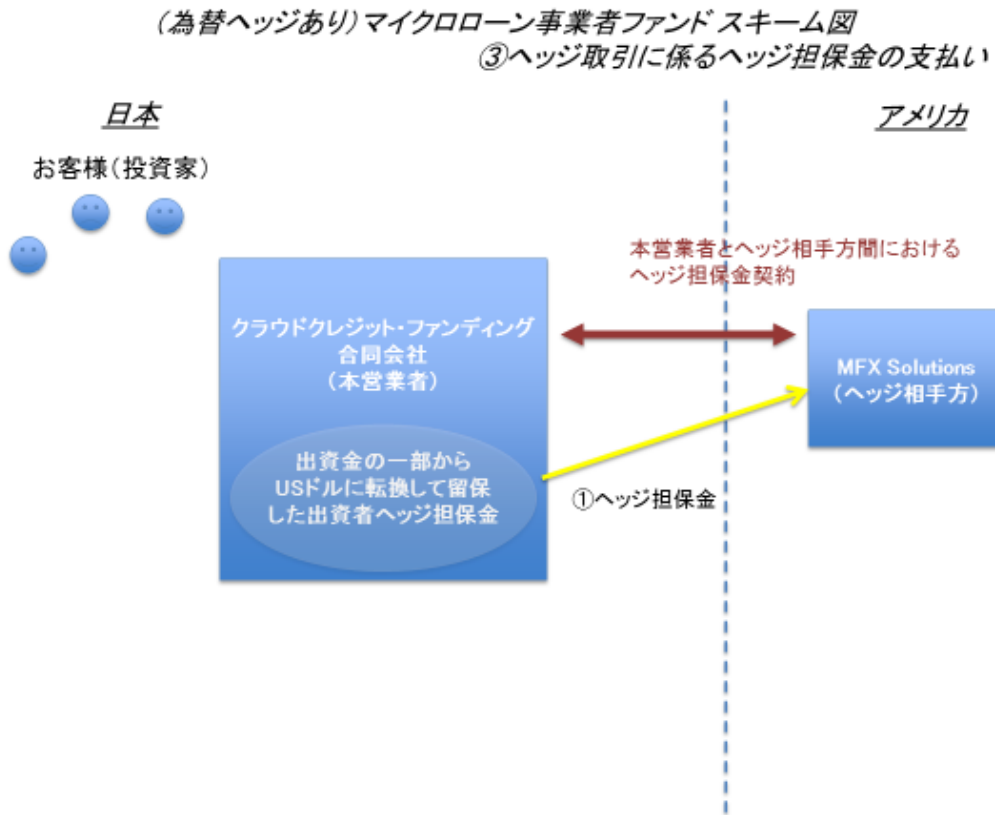 (為替ヘッジあり)マイクロローン事業者ファンド スキーム図
③ヘッジ取引に係るヘッジ担保金の支払い
日本
アメリカ
お客様(投資家)
本営業者とヘッジ相手方間における
ヘッジ担保金契約
クラウドクレジット・ファンディング
合同会社
(本営業者)
MFX Solutions
(ヘッジ相手方)
出資金の一部から
USドルに転換して留保
した出資者ヘッジ担保金
①ヘッジ担保金